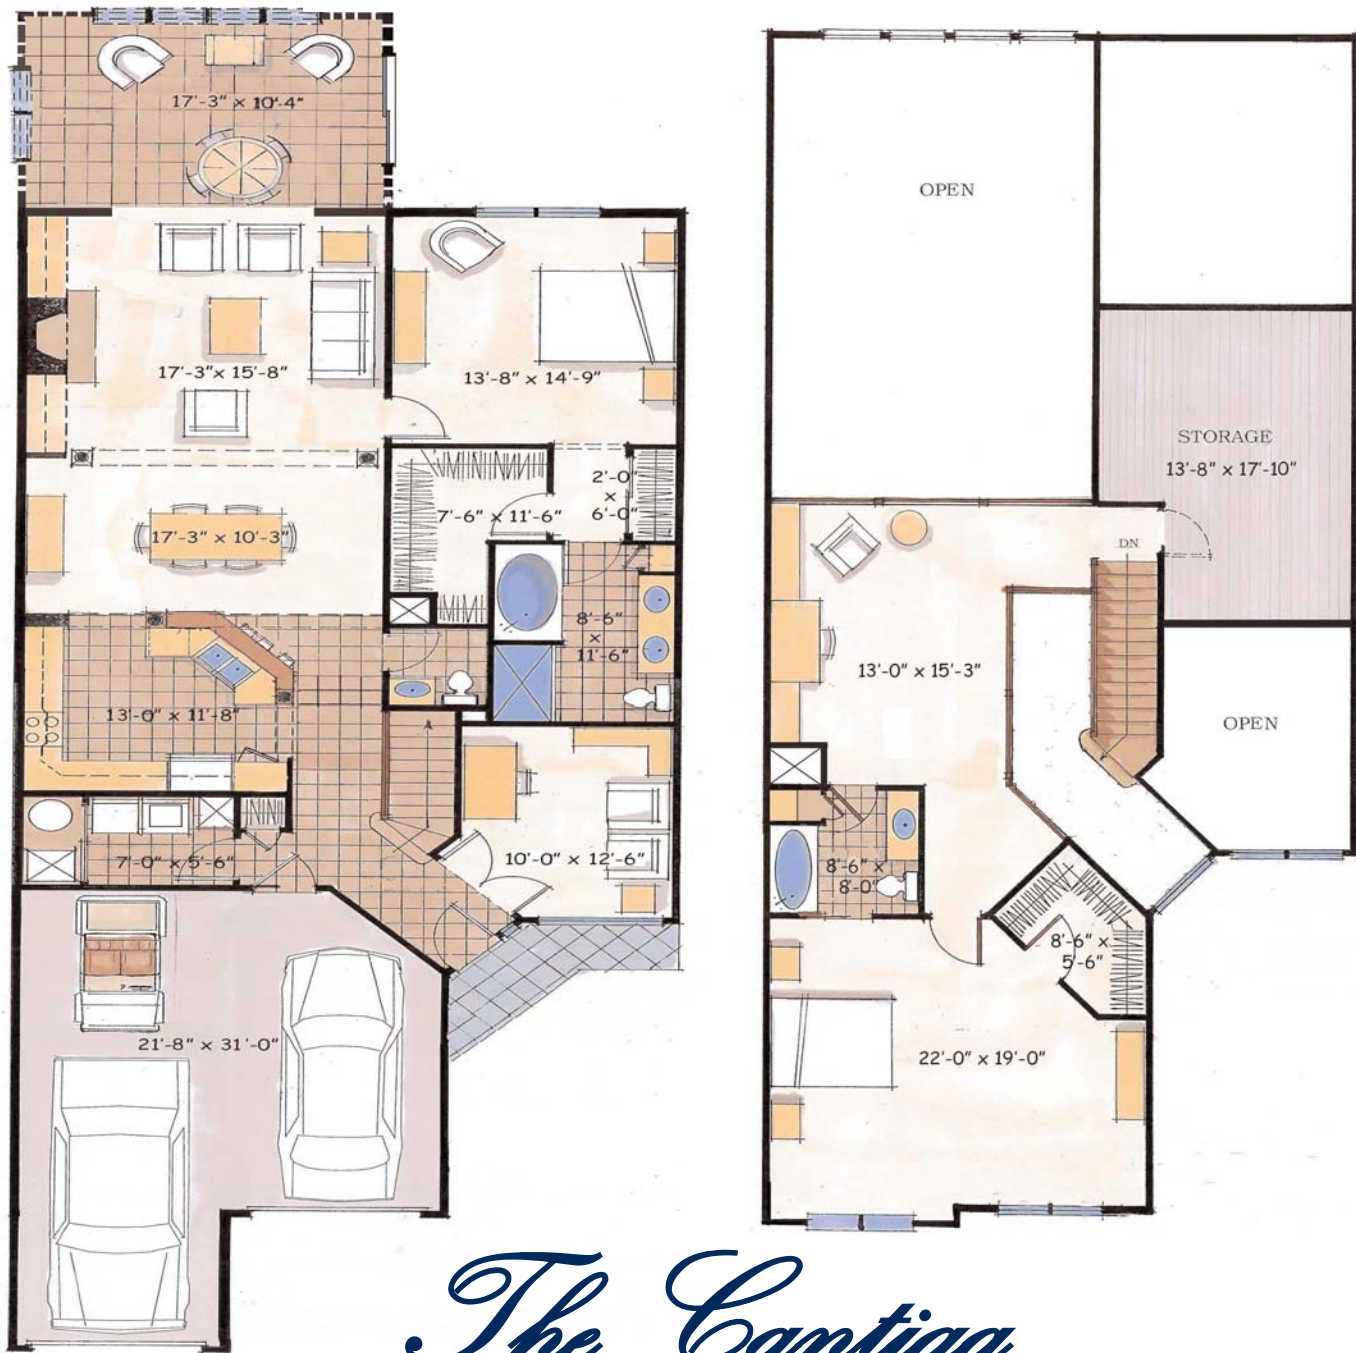 17'-3" x 10'-4"
17'-3" x 15'-8"
13'-8" x 14'-9"
2'-0"
x
6'-0"
7'-6" x 11'-6"
17'-3" x 10'-3"
8'-6"
x
11'-6"
13'-0" x 11'-8"
7'-0" x 5'-6"
10'-0" x 12'-6"
21'-8" x 31'-0"
OPEN
STORAGE
13'-8" x 17'-10"
DN
13'-0" x 15'-3"
OPEN
8'-6" x
8'-0"
8'-6" x
5'-6"
22'-0" x 19'-0"
The Cantiga